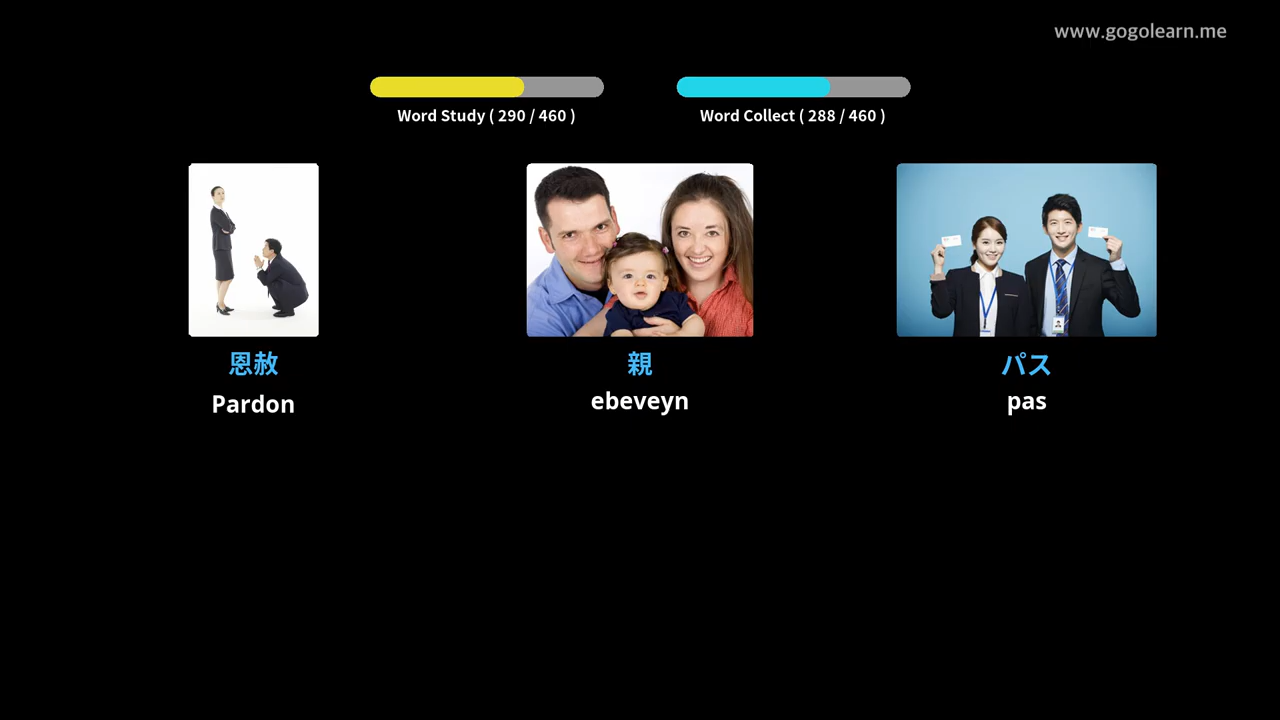 www.gogolearn.me
Word Study ( 290 / 460 )
Word Collect ( 288 / 460 )
恩赦
Pardon
親
ebeveyn
パス
pas